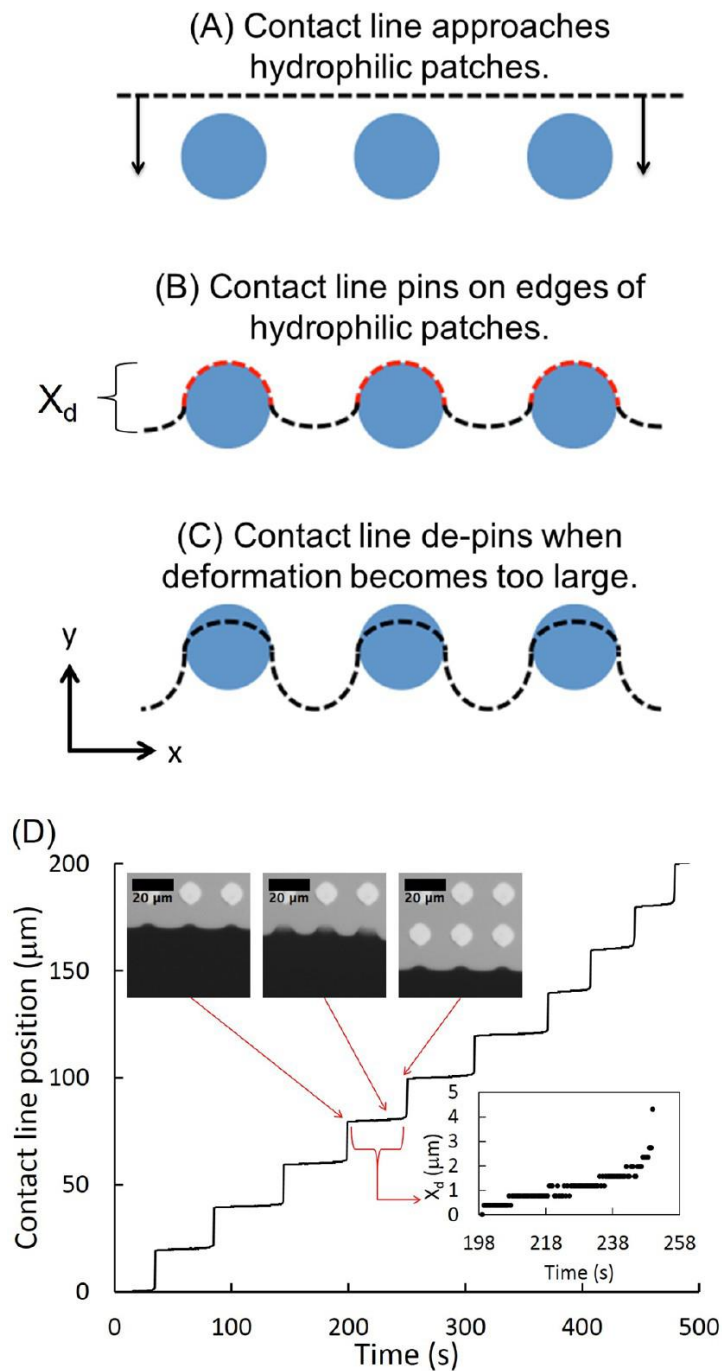 (A) Contact line approaches
hydrophilic patches.
(B) Contact line pins on edges of
hydrophilic patches.
X_d
(C) Contact line de-pins when
deformation becomes too large.
y
x
(D)
Contact line position (μm)
200
150
100
50
0
20 μm
20 μm
20 μm
X_d (μm)
5
4
3
2
1
0
198
218
238
258
Time (s)
0
100
200
300
400
500
Time (s)